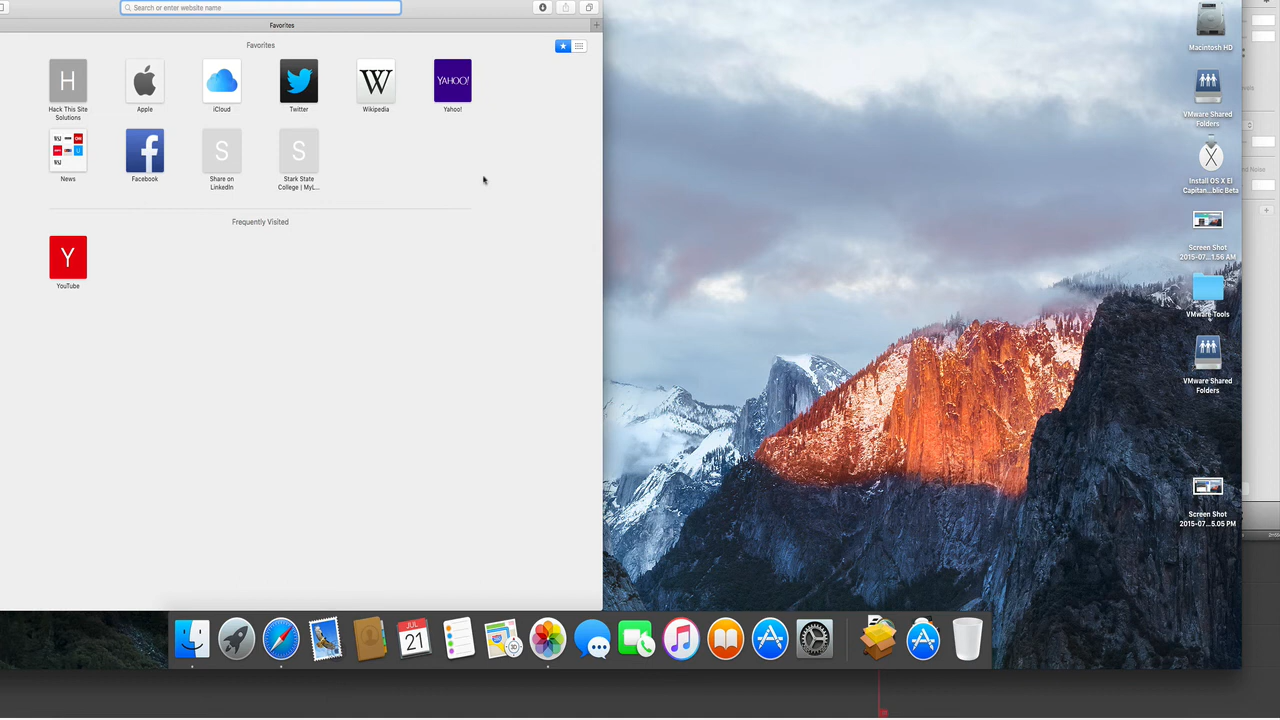 Search or enter website name
Favorites
Favorites
H
W
YAHOO!
Hack This Site
Solutions
Apple
iCloud
Twitter
Wikipedia
Yahoo!
f
S
S
News
Facebook
Share on
LinkedIn
Stark State
College | MyL...
Frequently Visited
Y
YouTube
Macintosh HD
VMware Shared
Folders
Install OS X El
Capitan...blic Beta
Screen Shot
2015-07...1.56 AM
VMware Tools
VMware Shared
Folders
Screen Shot
2015-07...5.05 PM
JUL
21
3D